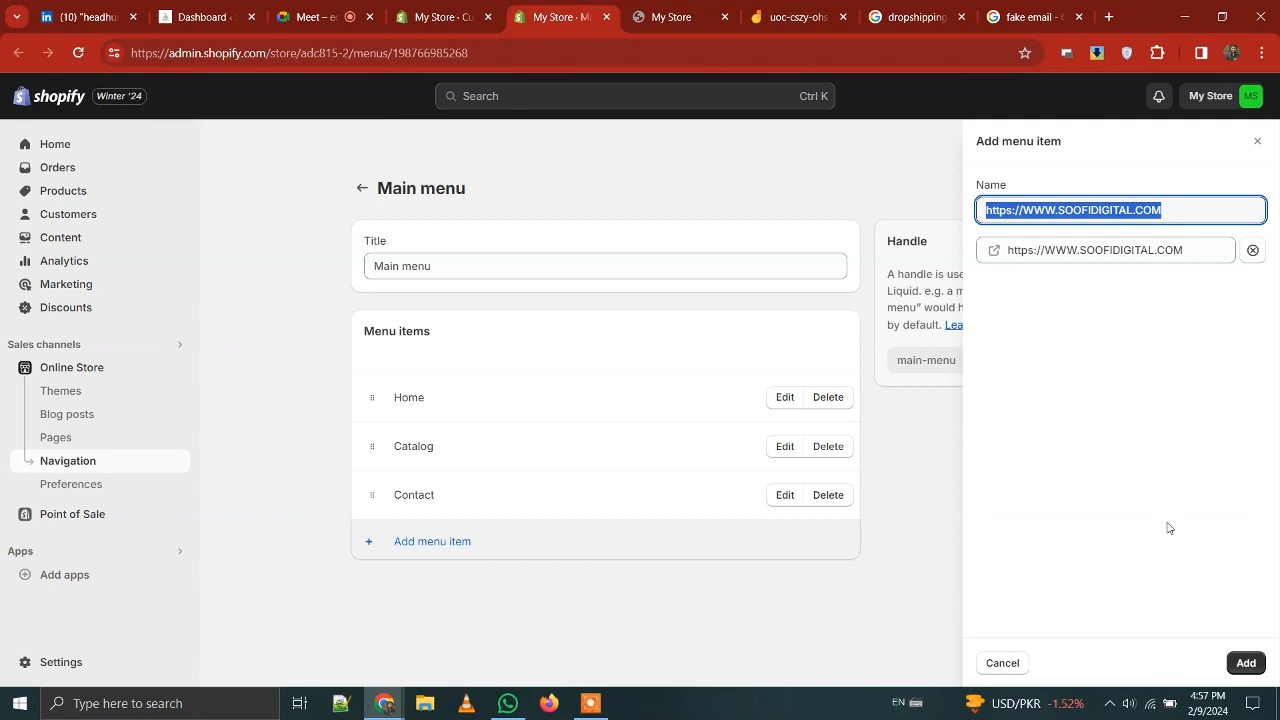 (10) "headhu
Dashboard
Meet – e
My Store · Cu
My Store · M
My Store
uoc-cszy-ohs
dropshipping
fake email - G
https://admin.shopify.com/store/adc815-2/menus/198766985268
shopify
Winter '24
Search
Ctrl K
My Store
MS
Home
Orders
Products
Customers
Content
Analytics
Marketing
Discounts
Sales channels
Online Store
Themes
Blog posts
Pages
Navigation
Preferences
Point of Sale
Apps
Add apps
Settings
Main menu
Title
Main menu
Menu items
Home
Edit
Delete
Catalog
Edit
Delete
Contact
Edit
Delete
Add menu item
Handle
A handle is use
Liquid. e.g. a m
menu" would h
by default. Lea
main-menu
Add menu item
Name
https://WWW.SOOFIDIGITAL.COM
https://WWW.SOOFIDIGITAL.COM
Cancel
Add
Type here to search
EN
USD/PKR -1.52%
4:57 PM
2/9/2024